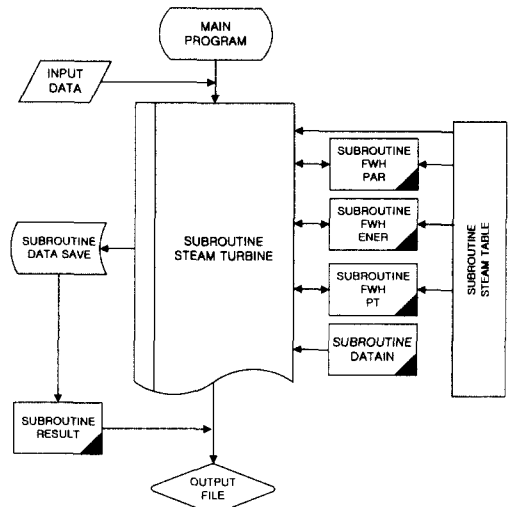 MAIN
PROGRAM
INPUT
DATA
SUBROUTINE
STEAM TURBINE
SUBROUTINE
FWH
PAR
SUBROUTINE
FWH
ENER
SUBROUTINE
FWH
PT
SUBROUTINE
DATAIN
SUBROUTINE
STEAM TABLE
SUBROUTINE
DATA SAVE
SUBROUTINE
RESULT
OUTPUT
FILE